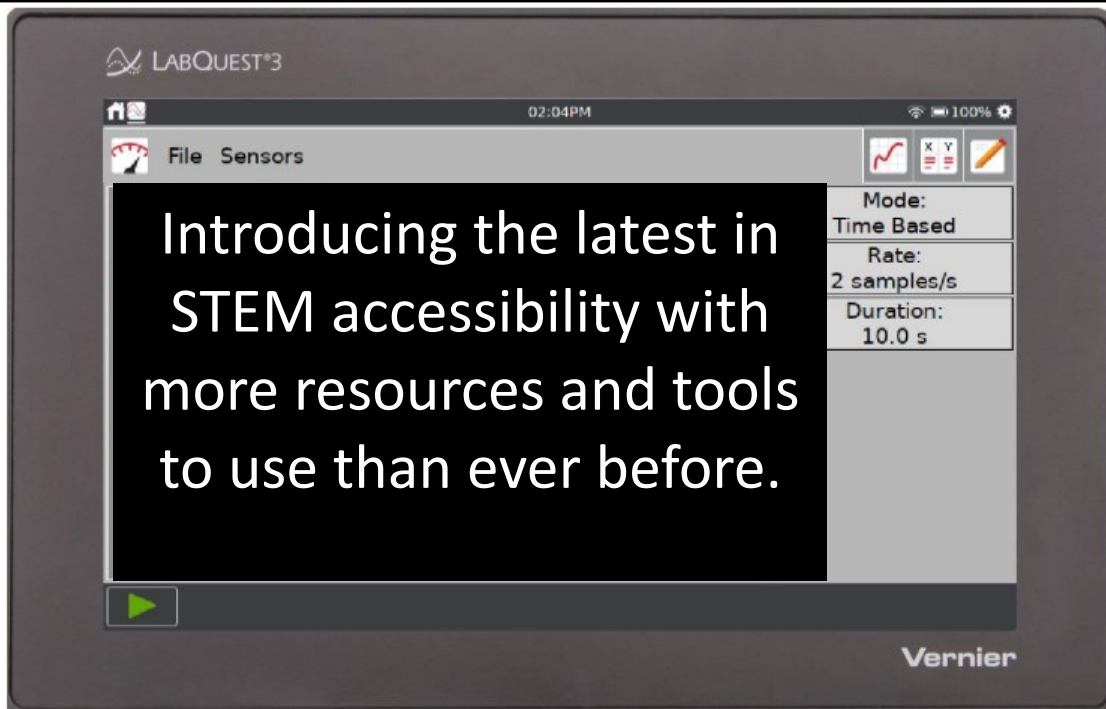 LABQUEST®3
02:04PM
100%
File Sensors
X Y
Mode:
Time Based
Rate:
2 samples/s
Duration:
10.0 s
Introducing the latest in
STEM accessibility with
more resources and tools
to use than ever before.
Vernier